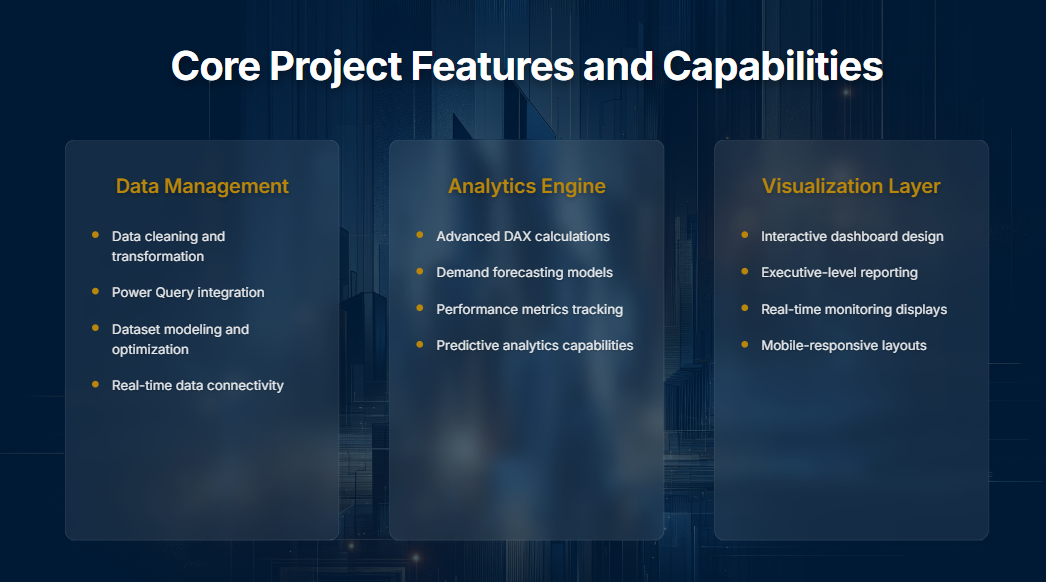 Core Project Features and Capabilities
Data Management
Data cleaning and
transformation
Power Query integration
Dataset modeling and
optimization
Real-time data connectivity
Analytics Engine
Advanced DAX calculations
Demand forecasting models
Performance metrics tracking
Predictive analytics capabilities
Visualization Layer
Interactive dashboard design
Executive-level reporting
Real-time monitoring displays
Mobile-responsive layouts